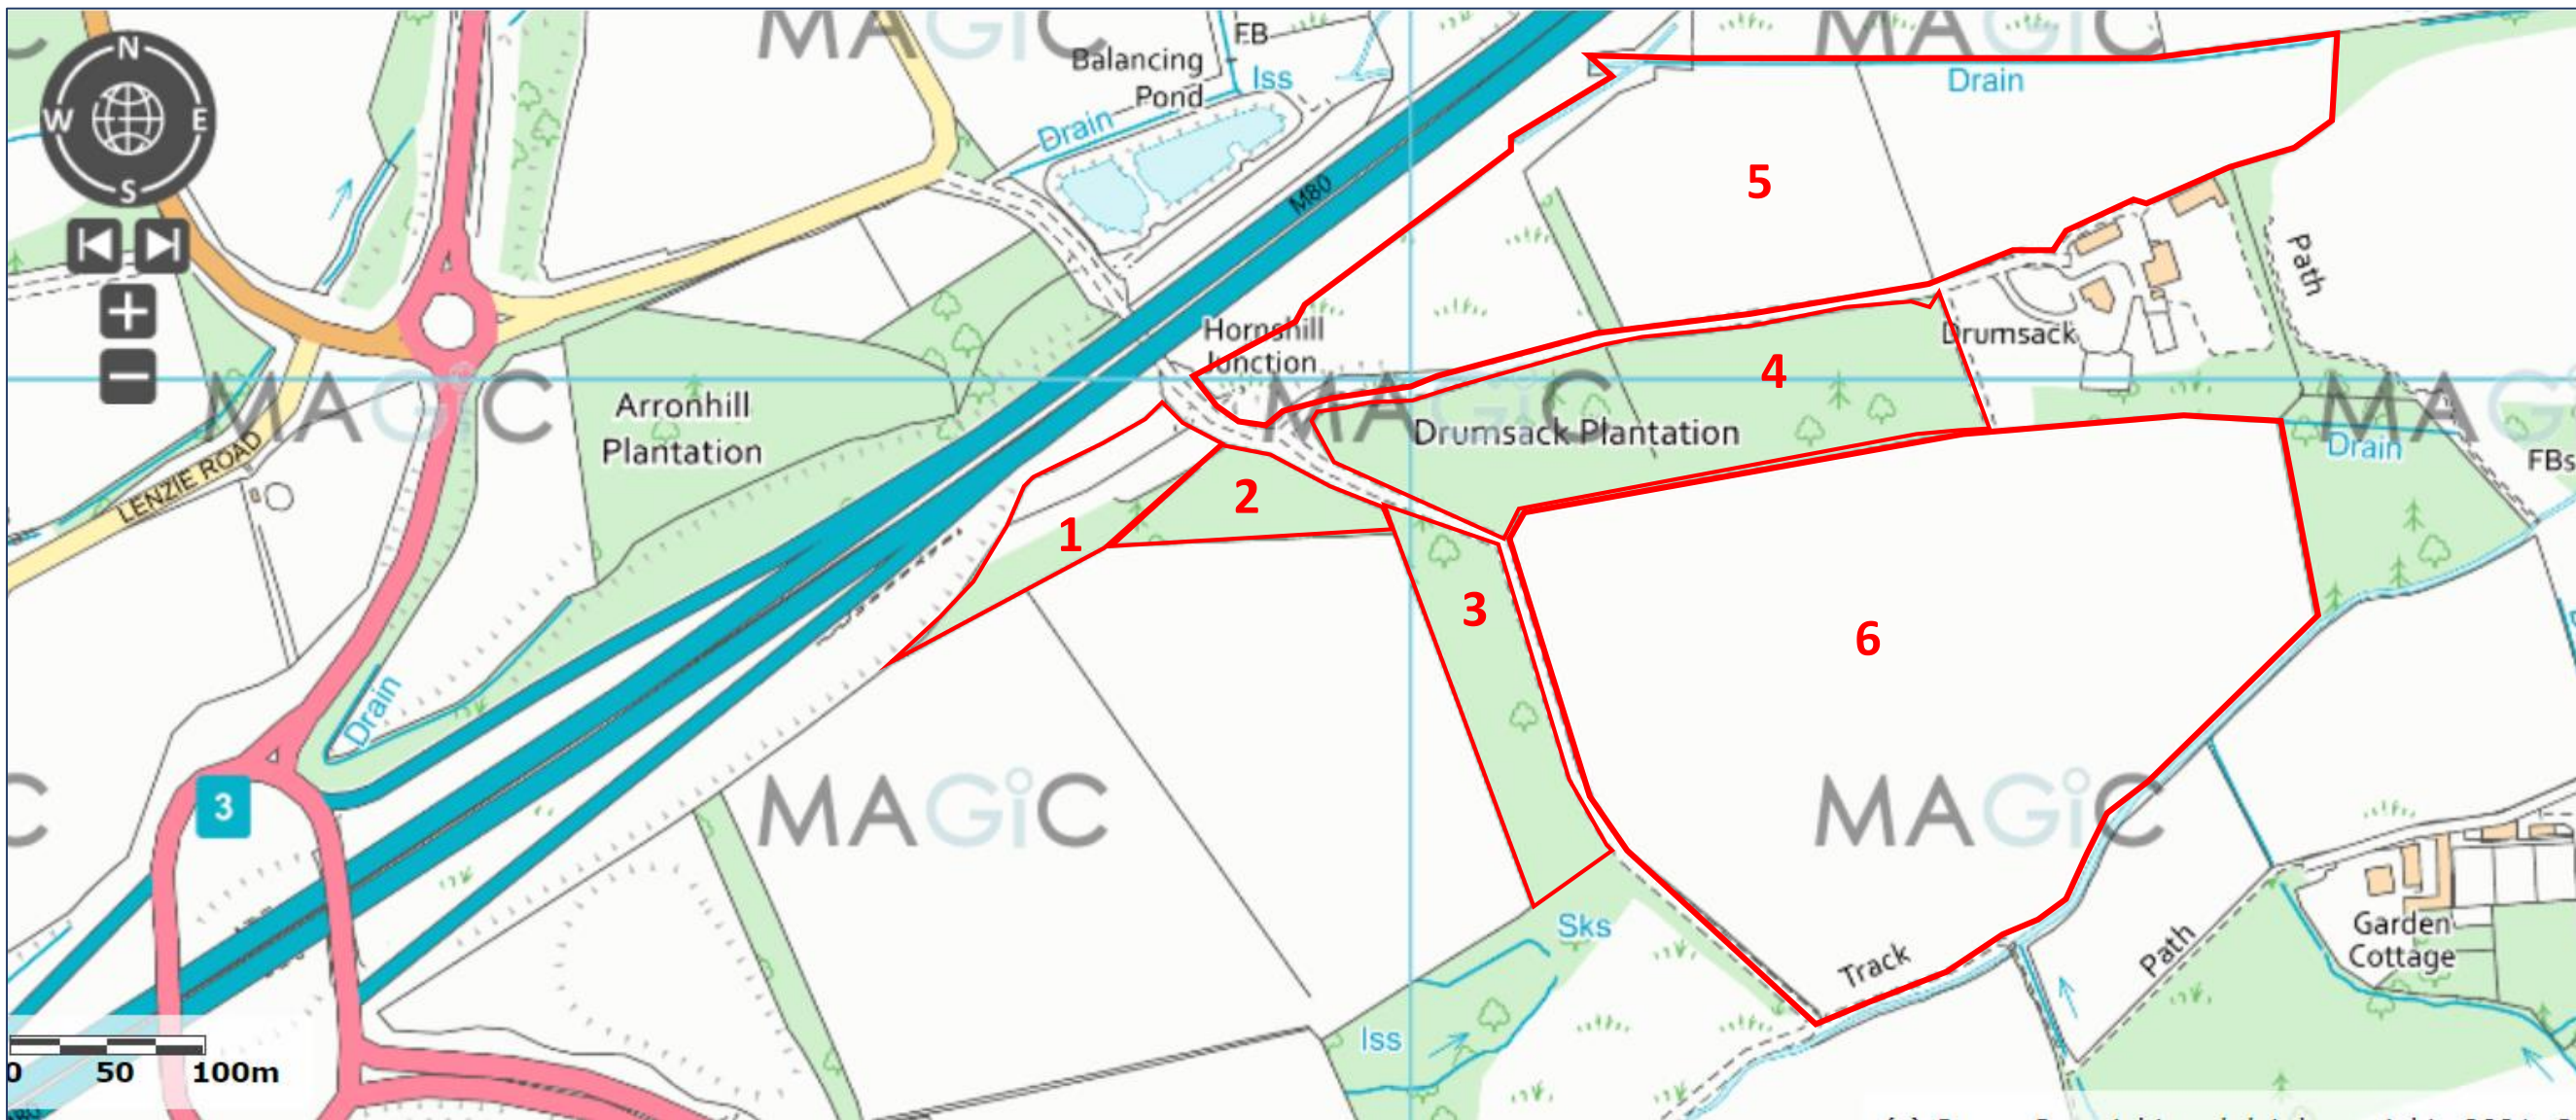 MAGiC
MAGiC
N
W
E
S
FB
Balancing
Pond
Iss
Drain
Drain
M80
5
Path
Hornshill
Junction
Drumsack
4
MAGiC
MAGiC
MAG
Arronhill
Plantation
Drumsack Plantation
Drain
FBs
LENZIE ROAD
2
1
3
6
Drain
3
MAGiC
MAGiC
C
Sks
Track
Path
Garden
Cottage
Iss
0 50 100m